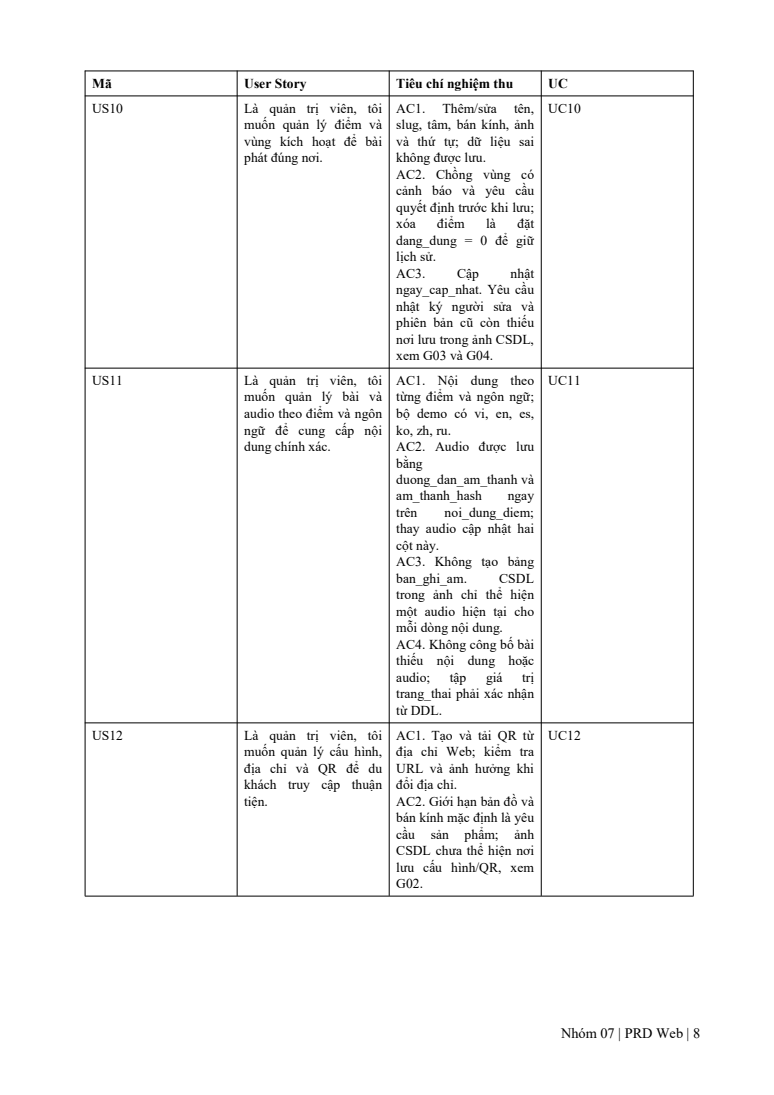 Mã User Story Tiêu chí nghiệm thu UC
US10
Là quản trị viên, tôi
muốn quản lý điểm và
vùng kích hoạt để bài
phát đúng nơi.
AC1. Thêm/sửa tên,
slug, tâm, bán kính, ảnh
và thứ tự; dữ liệu sai
không được lưu.
AC2. Chồng vùng có
cảnh báo và yêu cầu
quyết định trước khi lưu;
xóa điểm là đặt
dang_dung = 0 để giữ
lịch sử.
AC3. Cập nhật
ngay_cap_nhat. Yêu cầu
nhật ký người sửa và
phiên bản cũ còn thiếu
nơi lưu trong ảnh CSDL,
xem G03 và G04.
UC10
US11
Là quản trị viên, tôi
muốn quản lý bài và
audio theo điểm và ngôn
ngữ để cung cấp nội
dung chính xác.
AC1. Nội dung theo
từng điểm và ngôn ngữ;
bộ demo có vi, en, es,
ko, zh, ru.
AC2. Audio được lưu
bằng
duong_dan_am_thanh và
am_thanh_hash ngay
trên noi_dung_diem;
thay audio cập nhật hai
cột này.
AC3. Không tạo bảng
ban_ghi_am. CSDL
trong ảnh chỉ thể hiện
một audio hiện tại cho
mỗi dòng nội dung.
AC4. Không công bố bài
thiếu nội dung hoặc
audio; tập giá trị
trang_thai phải xác nhận
từ DDL.
UC11
US12
Là quản trị viên, tôi
muốn quản lý cấu hình,
địa chỉ và QR để du
khách truy cập thuận
tiện.
AC1. Tạo và tải QR từ
địa chỉ Web; kiểm tra
URL và ảnh hưởng khi
đổi địa chỉ.
AC2. Giới hạn bản đồ và
bán kính mặc định là yêu
cầu sản phẩm; ảnh
CSDL chưa thể hiện nơi
lưu cấu hình/QR, xem
G02.
UC12
Nhóm 07 | PRD Web | 8